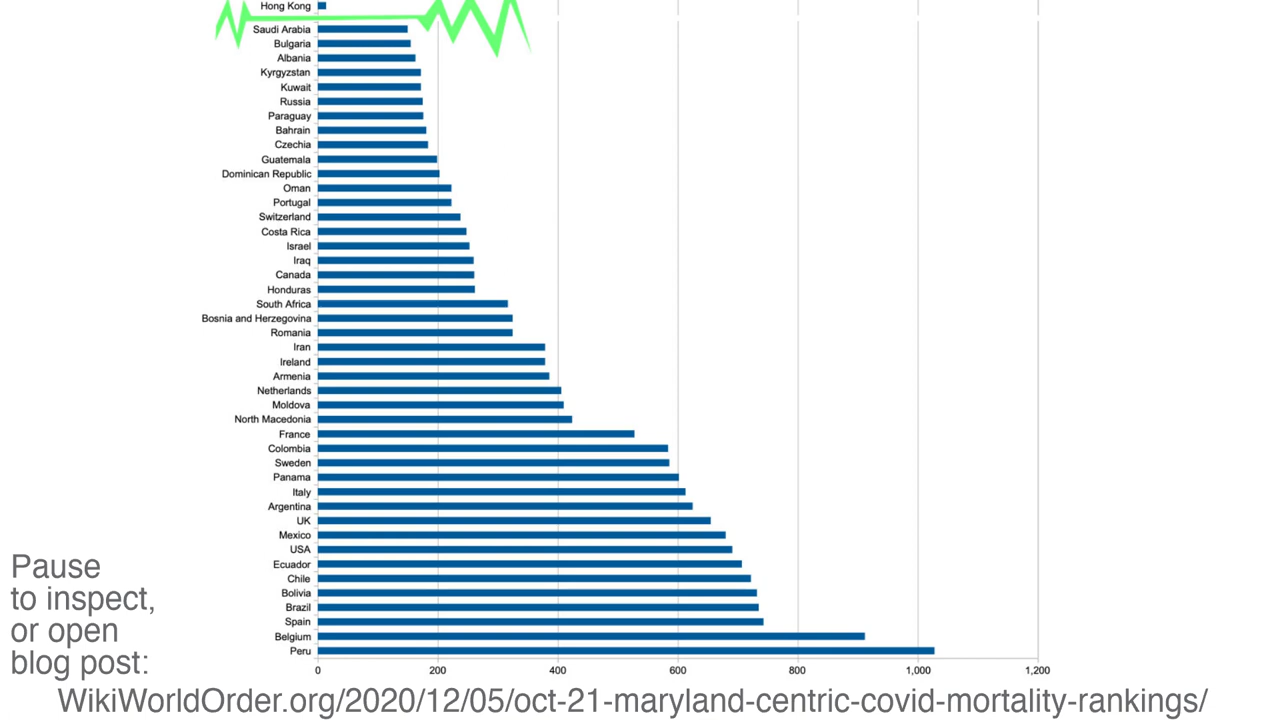 Hong Kong
Saudi Arabia
Bulgaria
Albania
Kyrgyzstan
Kuwait
Russia
Paraguay
Bahrain
Czechia
Guatemala
Dominican Republic
Oman
Portugal
Switzerland
Costa Rica
Israel
Iraq
Canada
Honduras
South Africa
Bosnia and Herzegovina
Romania
Iran
Ireland
Armenia
Netherlands
Moldova
North Macedonia
France
Colombia
Sweden
Panama
Italy
Argentina
UK
Mexico
USA
Ecuador
Chile
Bolivia
Brazil
Spain
Belgium
Peru
0 200 400 600 800 1,000 1,200
Pause
to inspect,
or open
blog post:
WikiWorldOrder.org/2020/12/05/oct-21-maryland-centric-covid-mortality-rankings/